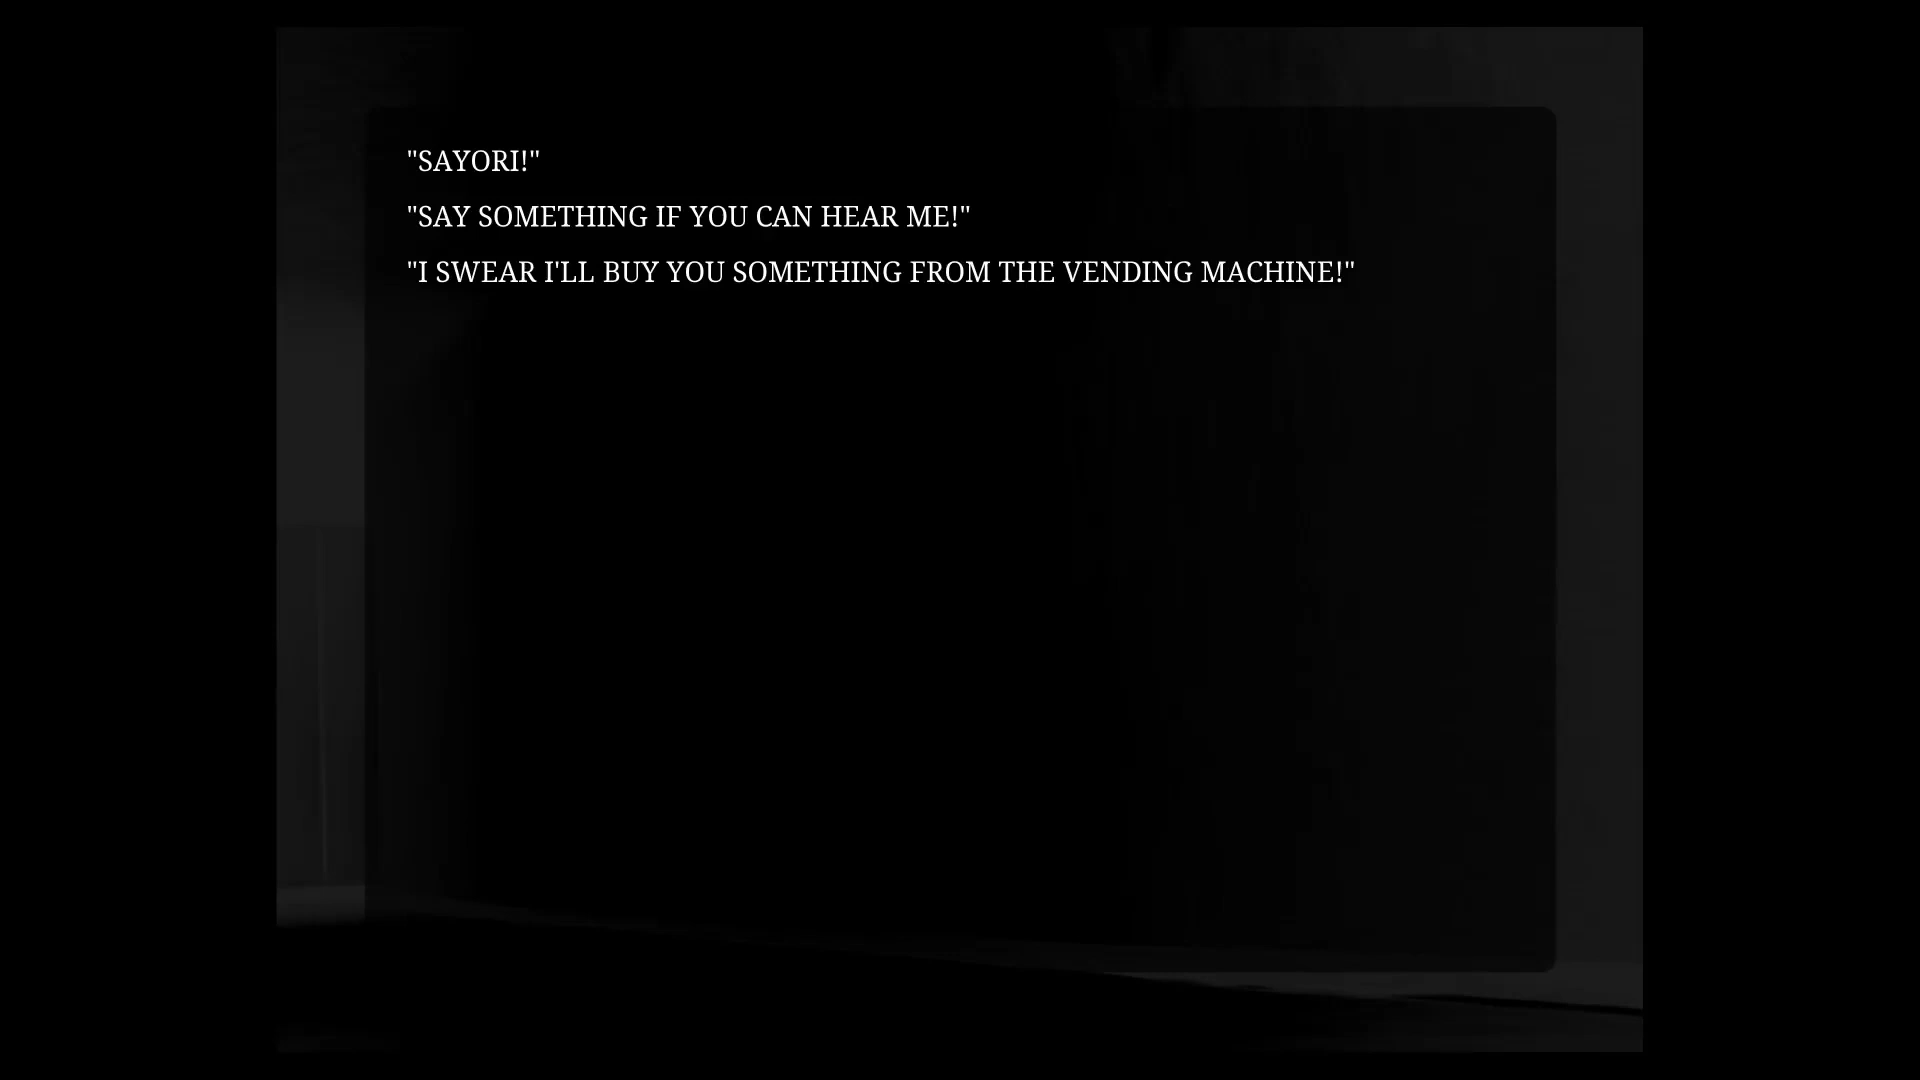 "SAYORI!"
"SAY SOMETHING IF YOU CAN HEAR ME!"
"I SWEAR I'LL BUY YOU SOMETHING FROM THE VENDING MACHINE!"